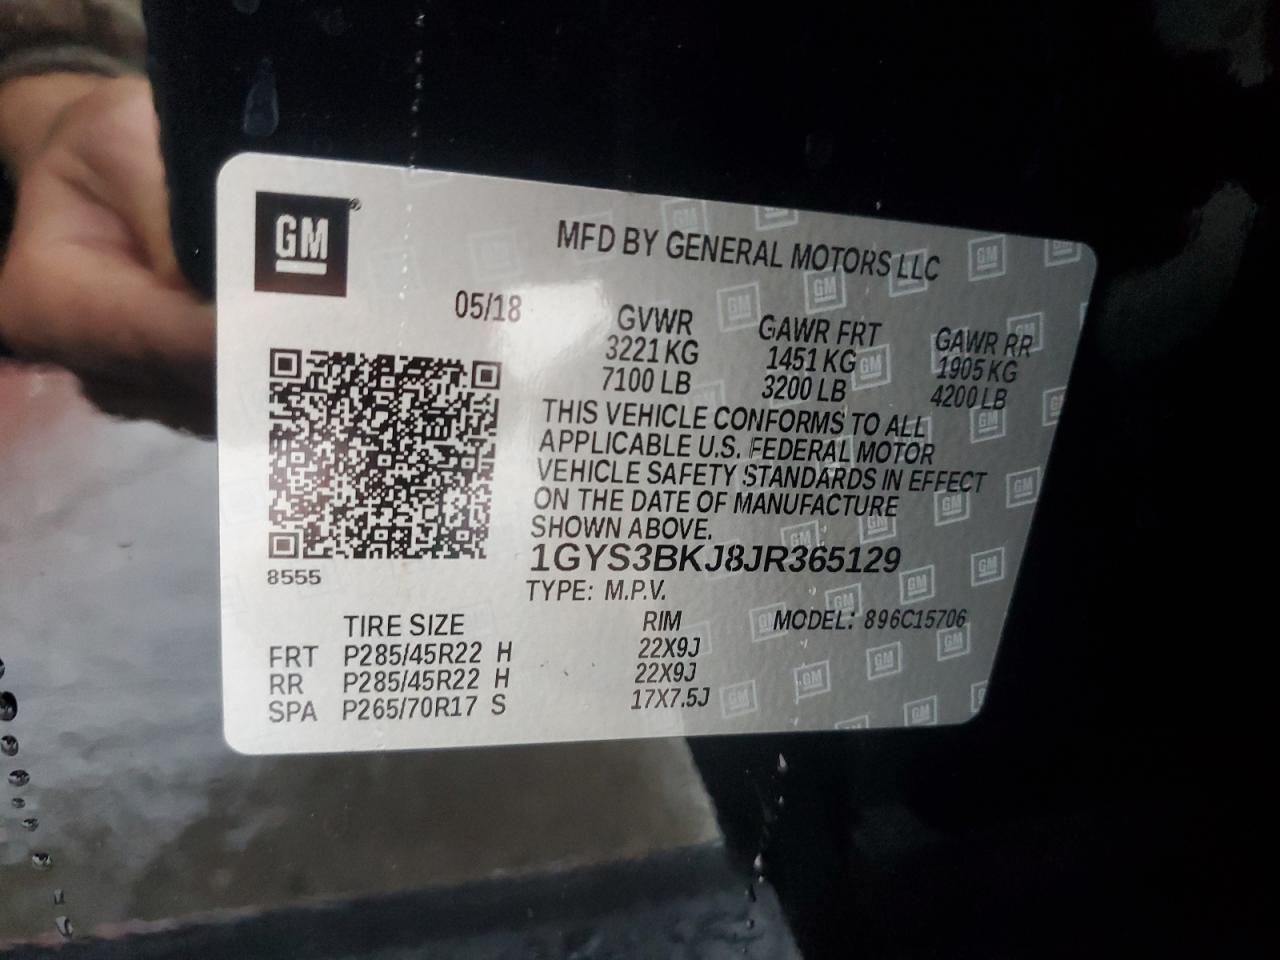 GM
MFD BY GENERAL MOTORS LLC
05/18
GVWR GAWR FRT GAWR RR
3221 KG 1451 KG 1905 KG
7100 LB 3200 LB 4200 LB
THIS VEHICLE CONFORMS TO ALL
APPLICABLE U.S. FEDERAL MOTOR
VEHICLE SAFETY STANDARDS IN EFFECT
ON THE DATE OF MANUFACTURE
SHOWN ABOVE.
1GYS3BKJ8JR365129
8555
TYPE: M.P.V.
TIRE SIZE RIM MODEL: 896C15706
FRT P285/45R22 H 22X9J
RR P285/45R22 H 22X9J
SPA P265/70R17 S 17X7.5J